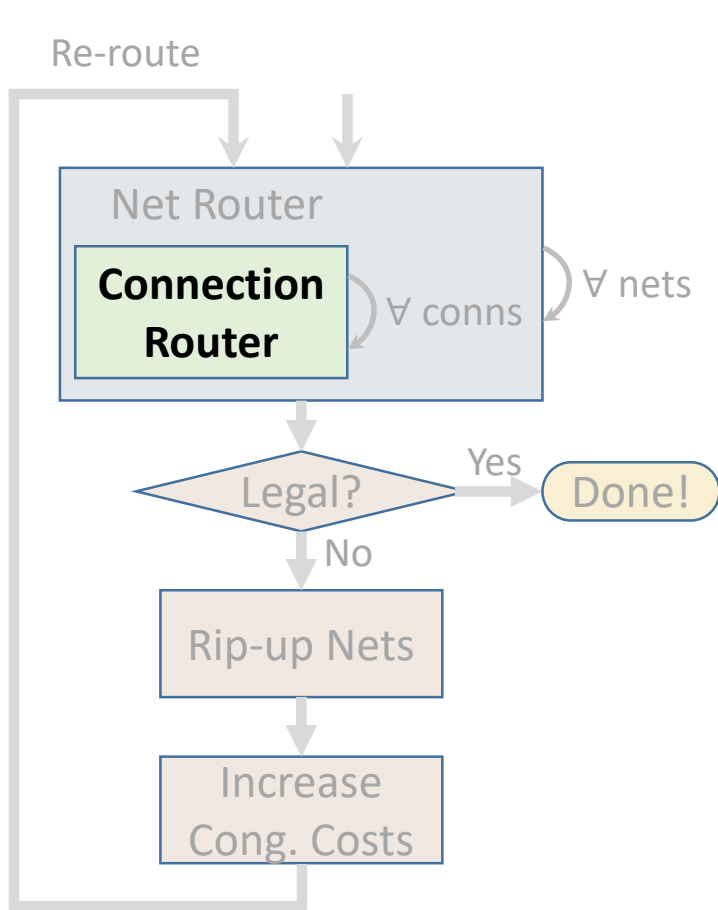 Re-route
Net Router
Connection
Router
∀ conns
∀ nets
Legal?
Yes
Done!
No
Rip-up Nets
Increase
Cong. Costs